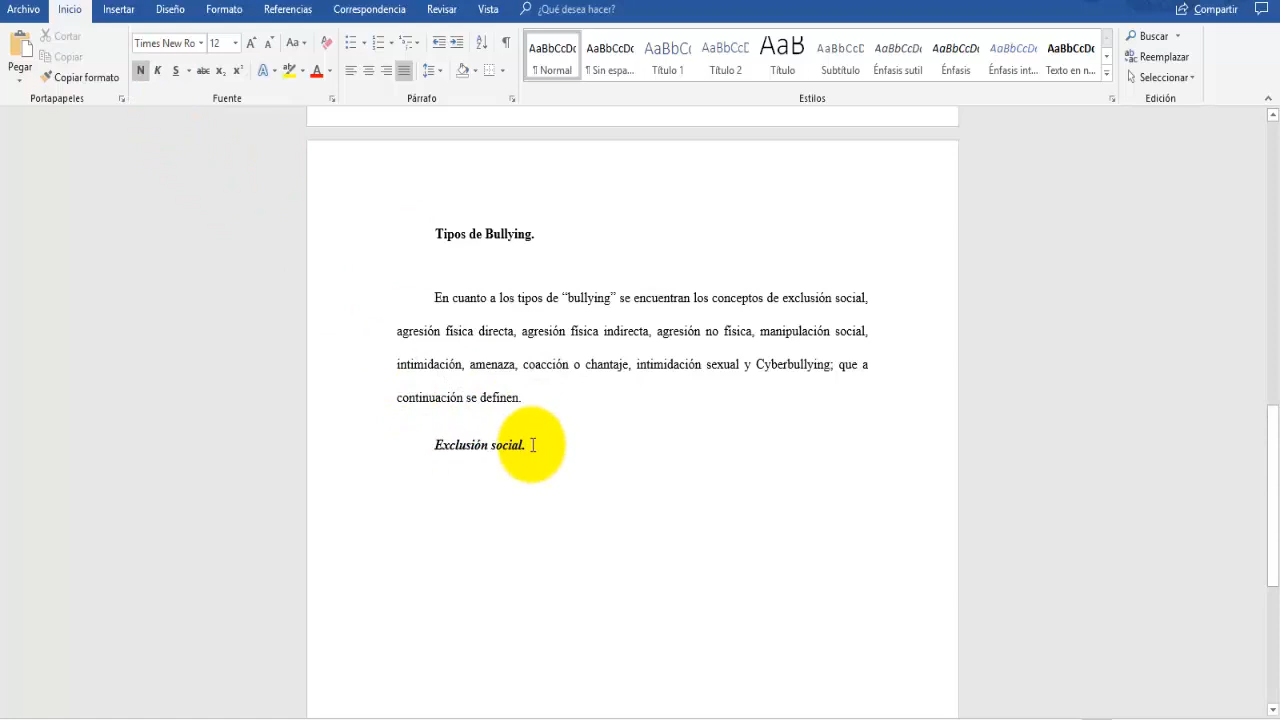 Archivo Inicio Insertar Diseño Formato Referencias Correspondencia Revisar Vista ¿Qué desea hacer? Compartir
Pegar
Cortar
Copiar
Copiar formato
Portapapeles
Times New Ro 12 Aa
N K S abc x₂ x² A A
Fuente
Párrafo
AaBbCcDc AaBbCcDc AaBbCc AaBbCcD AaB AaBbCcD AaBbCcDc AaBbCcDc AaBbCcDc AaBbCcDc
¶ Normal ¶ Sin espa... Título 1 Título 2 Título Subtítulo Énfasis sutil Énfasis Énfasis int... Texto en n...
Estilos
Buscar
Reemplazar
Seleccionar
Edición
Tipos de Bullying.
En cuanto a los tipos de “bullying” se encuentran los conceptos de exclusión social,
agresión física directa, agresión física indirecta, agresión no física, manipulación social,
intimidación, amenaza, coacción o chantaje, intimidación sexual y Cyberbullying; que a
continuación se definen.
Exclusión social.